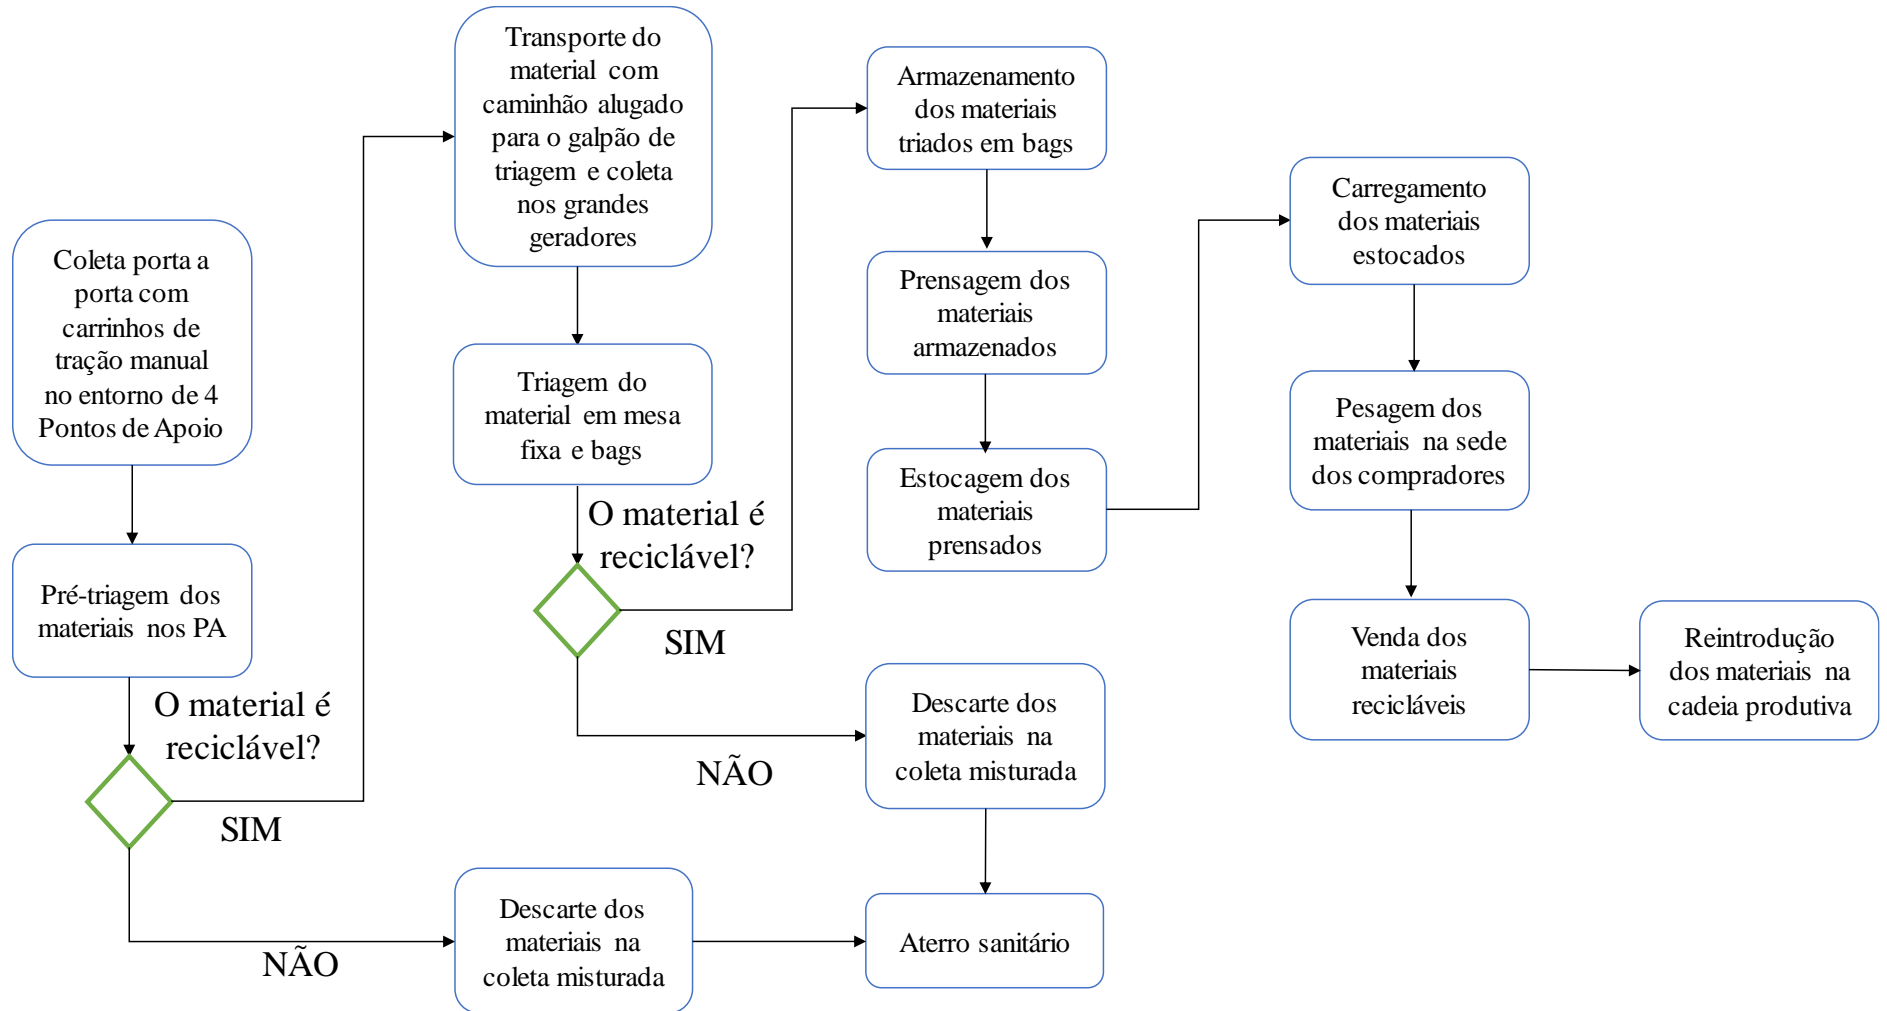 Coleta porta a
porta com
carrinhos de
tração manual
no entorno de 4
Pontos de Apoio
Pré-triagem dos
materiais nos PA
O material é
reciclável?
SIM
NÃO
Transporte do
material com
caminhão alugado
para o galpão de
triagem e coleta
nos grandes
geradores
Triagem do
material em mesa
fixa e bags
O material é
reciclável?
SIM
NÃO
Descarte dos
materiais na
coleta misturada
Armazenamento
dos materiais
triados em bags
Prensagem dos
materiais
armazenados
Estocagem dos
materiais
prensados
Descarte dos
materiais na
coleta misturada
Aterro sanitário
Carregamento
dos materiais
estocados
Pesagem dos
materiais na sede
dos compradores
Venda dos
materiais
recicláveis
Reintrodução
dos materiais na
cadeia produtiva